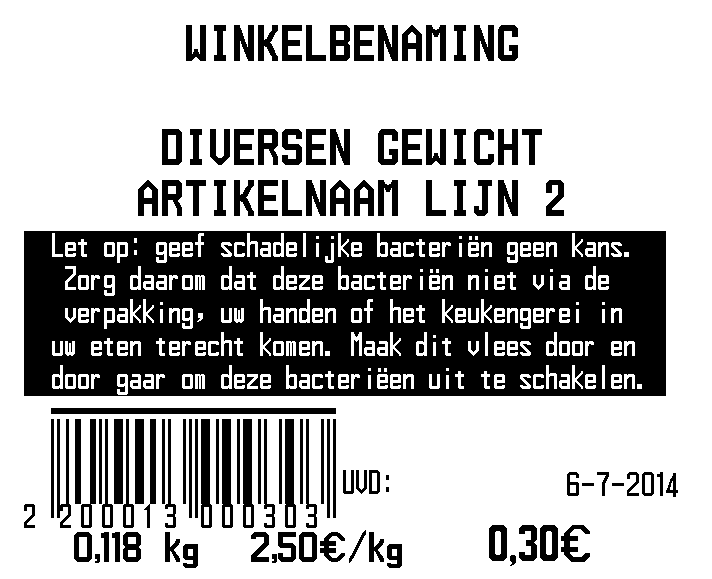 WINKELBENAMING
DIVERSEN GEWICHT
ARTIKELNAAM LIJN 2
Let op: geef schadelijke bacteriën geen kans.
Zorg daarom dat deze bacteriën niet via de
verpakking, uw handen of het keukengerei in
uw eten terecht komen. Maak dit vlees door en
door gaar om deze bacteriëen uit te schakelen.
UVD: 6-7-2014
2 200013 000303
0,118 kg 2,50€/kg 0,30€